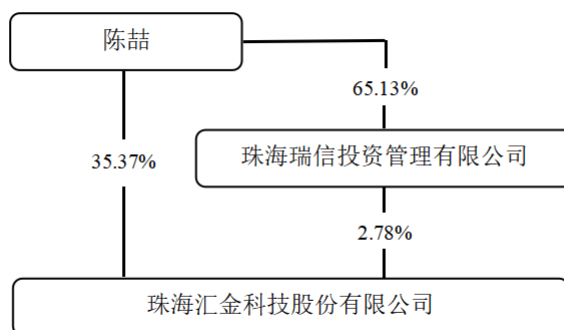 陈喆
65.13%
珠海瑞信投资管理有限公司
35.37%
2.78%
珠海汇金科技股份有限公司